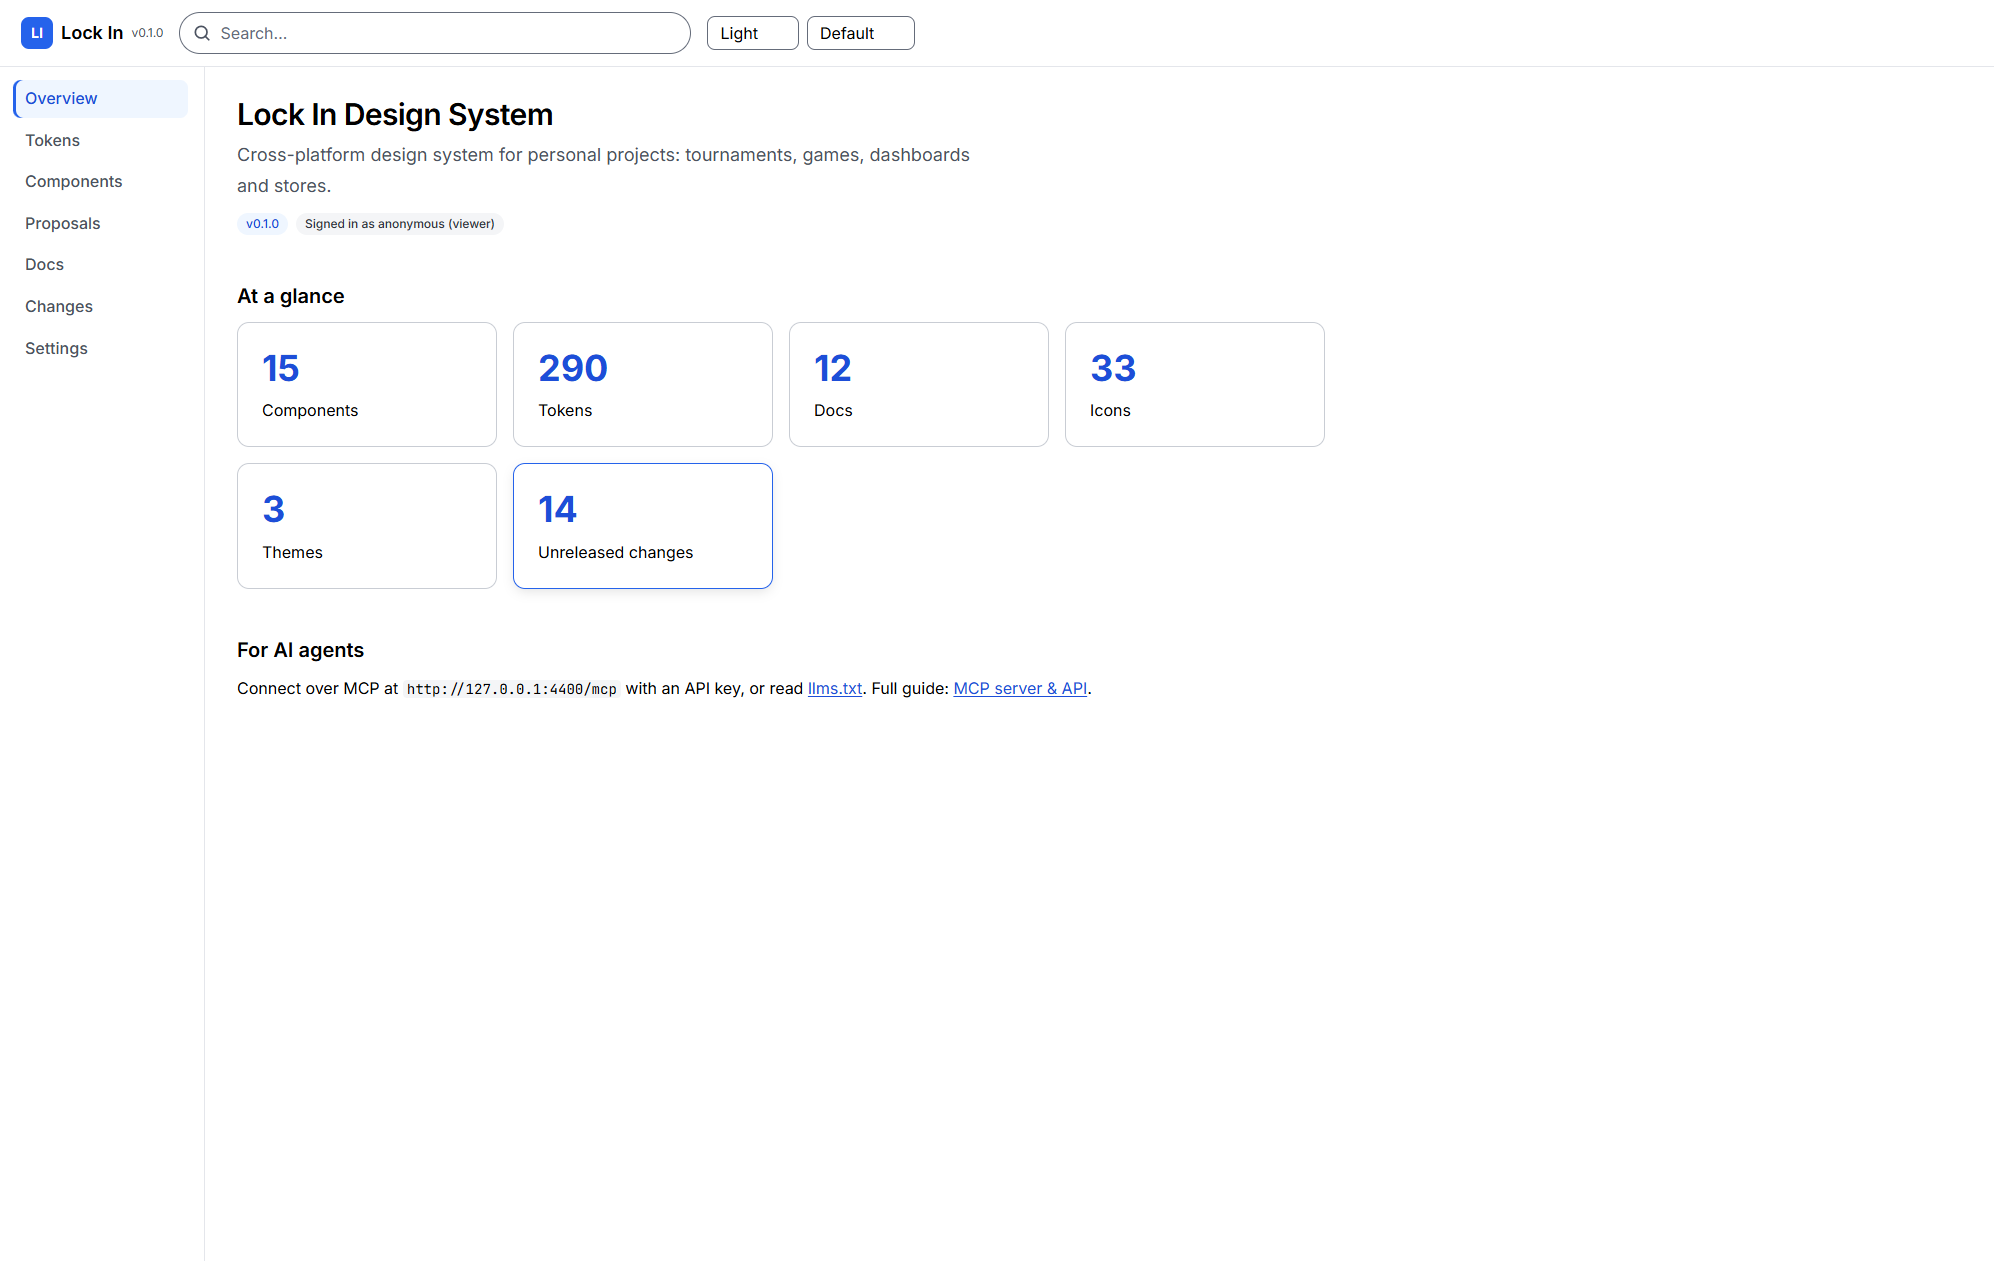 LI Lock In v0.1.0 Search... Light Default
Overview
Tokens
Components
Proposals
Docs
Changes
Settings
Lock In Design System
Cross-platform design system for personal projects: tournaments, games, dashboards
and stores.
v0.1.0 Signed in as anonymous (viewer)
At a glance
15
Components
290
Tokens
12
Docs
33
Icons
3
Themes
14
Unreleased changes
For AI agents
Connect over MCP at http://127.0.0.1:4400/mcp with an API key, or read llms.txt. Full guide: MCP server & API.